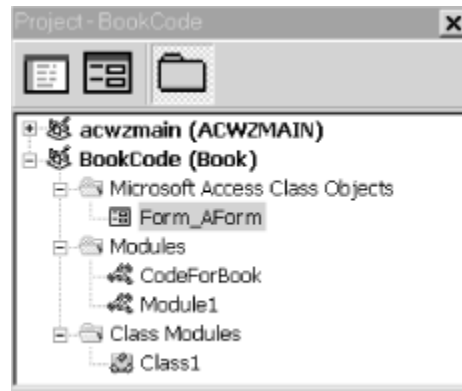 Project - BookCode
acwzmain (ACWZMAIN)
BookCode (Book)
Microsoft Access Class Objects
Form_AForm
Modules
CodeForBook
Module1
Class Modules
Class1